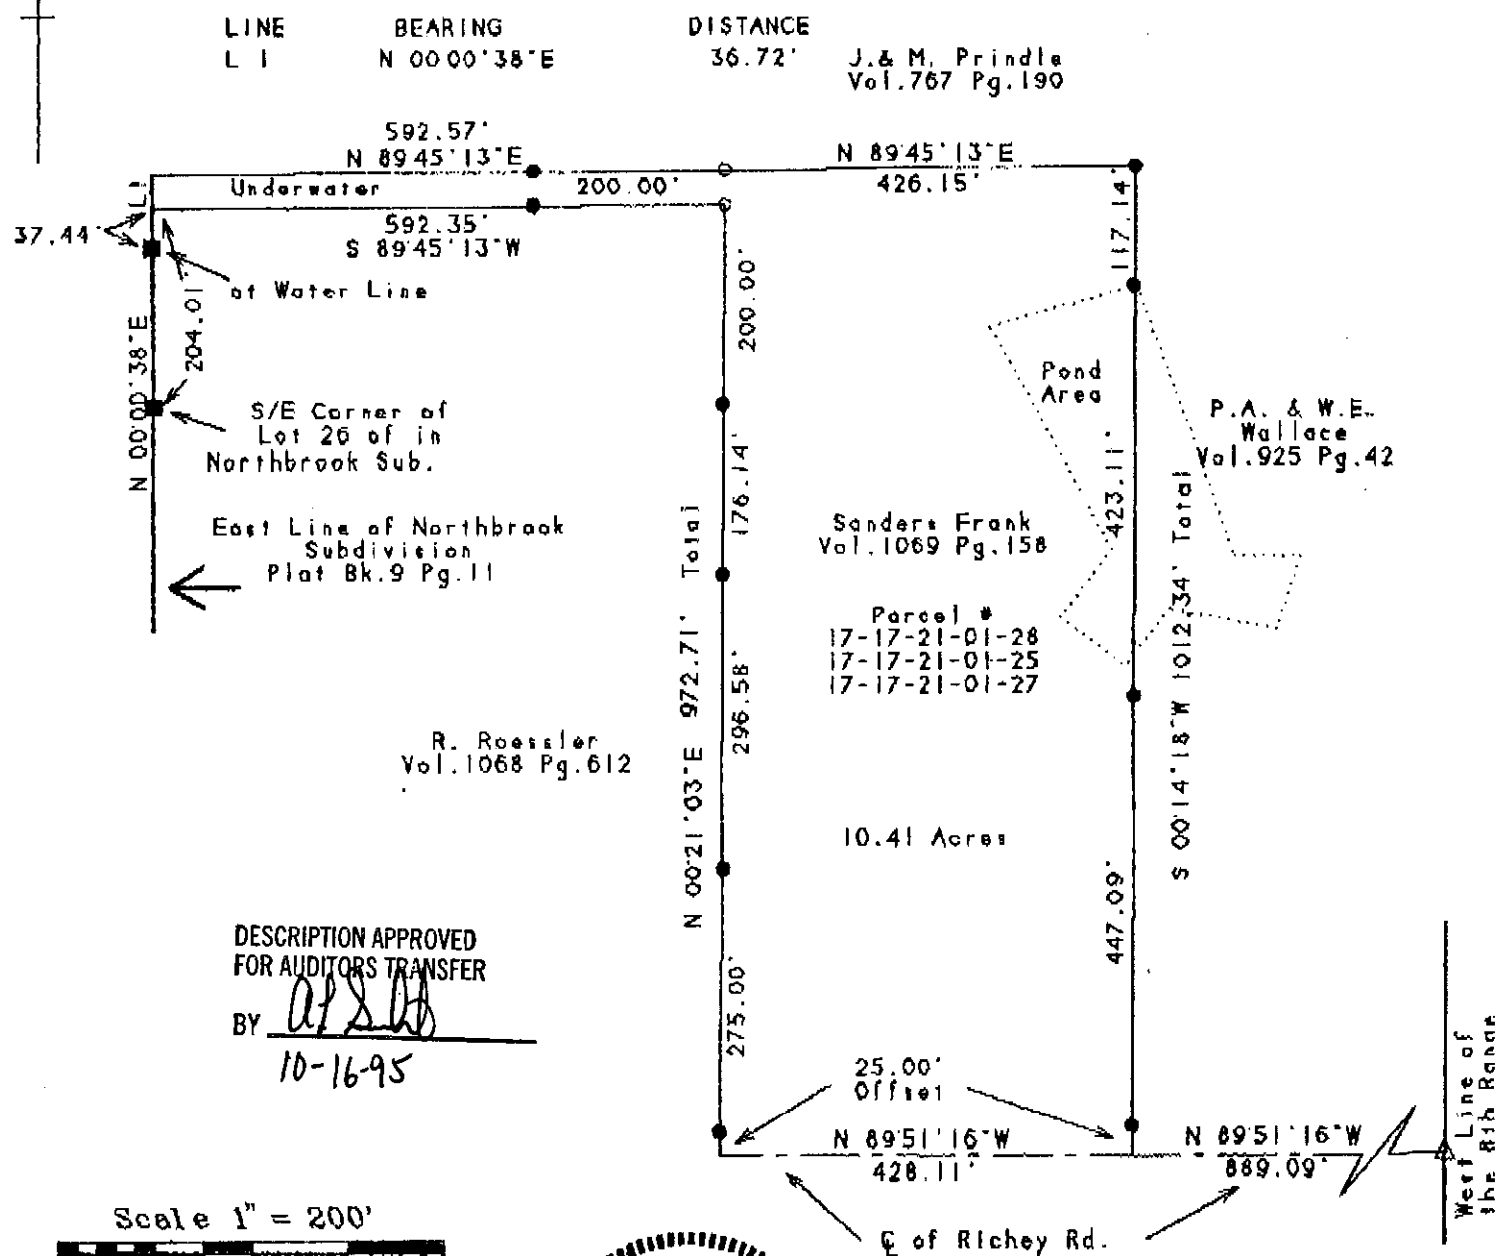 LINE BEARING DISTANCE
L 1 N 00°00'38"E 36.72'
J.& M. Prindle
Vol.767 Pg.190
592.57'
N 89°45'13"E
N 89°45'13"E
426.15'
L1
Underwater
200.00'
592.35'
S 89°45'13"W
37.44'
117.14'
at Water Line
204.01
N 00°00'38"E
200.00'
Pond
Area
S/E Corner of
Lot 26 of in
Northbrook Sub.
P.A. & W.E.
Wallace
Vol.925 Pg.42
176.14'
423.11'
East Line of Northbrook
Subdivision
Plat Bk.9 Pg.11
Sanders Frank
Vol.1069 Pg.158
Parcel #
17-17-21-01-28
17-17-21-01-25
17-17-21-01-27
N 00°21'03"E 972.71' Total
S 00°14'18"W 1012.34' Total
296.58'
R. Roessler
Vol.1068 Pg.612
10.41 Acres
447.09'
DESCRIPTION APPROVED
FOR AUDITORS TRANSFER
BY
10-16-95
275.00'
25.00'
Offset
N 89°51'16"W
428.11'
N 89°51'16"W
889.09'
West Line of
the 8th Range
Scale 1" = 200'
℄ of Richey Rd.